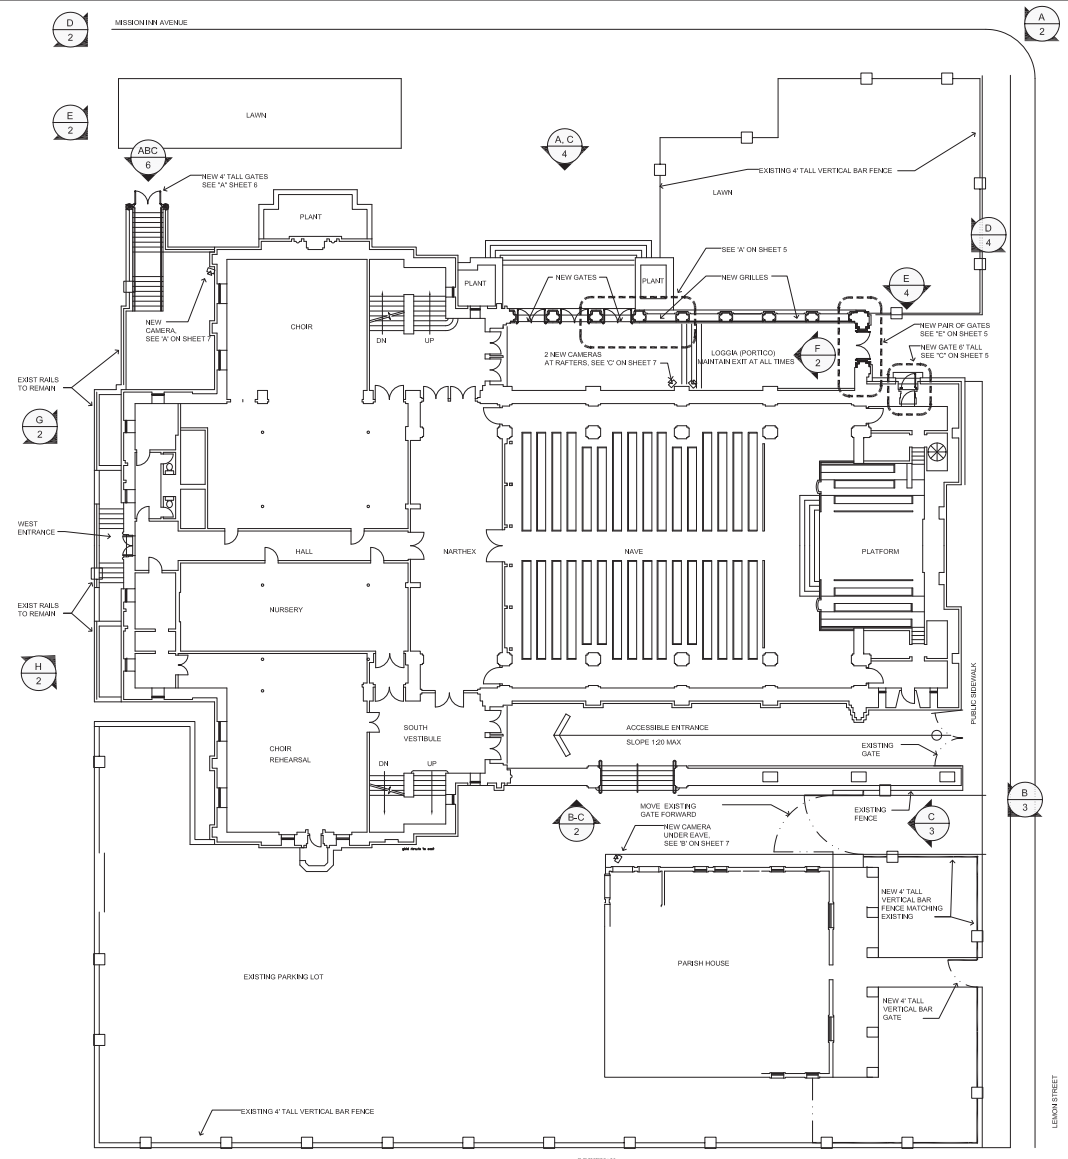 D
2
MISSION INN AVENUE
A
2
E
2
LAWN
ABC
6
A, C
4
NEW 4' TALL GATES
SEE "A" SHEET 6
EXISTING 4' TALL VERTICAL BAR FENCE
LAWN
PLANT
D
4
SEE 'A' ON SHEET 5
NEW GATES
PLANT
PLANT
NEW GRILLES
E
4
NEW
CAMERA,
SEE 'A' ON SHEET 7
CHOIR
DN
UP
2 NEW CAMERAS
AT RAFTERS, SEE 'C' ON SHEET 7
LOGGIA (PORTICO)
MAINTAIN EXIT AT ALL TIMES
F
2
NEW PAIR OF GATES
SEE "E" ON SHEET 5
NEW GATE 6' TALL
SEE "C" ON SHEET 5
EXIST RAILS
TO REMAIN
G
2
WEST
ENTRANCE
HALL
NARTHEX
NAVE
PLATFORM
EXIST RAILS
TO REMAIN
NURSERY
H
2
PUBLIC SIDEWALK
SOUTH
VESTIBULE
ACCESSIBLE ENTRANCE
SLOPE 1:20 MAX
EXISTING
GATE
CHOIR
REHEARSAL
DN
UP
B
3
B-C
2
MOVE EXISTING
GATE FORWARD
NEW CAMERA
UNDER EAVE,
SEE 'B' ON SHEET 7
EXISTING
FENCE
C
3
NEW 4' TALL
VERTICAL BAR
FENCE MATCHING
EXISTING
PARISH HOUSE
EXISTING PARKING LOT
NEW 4' TALL
VERTICAL BAR
GATE
LEMON STREET
EXISTING 4' TALL VERTICAL BAR FENCE